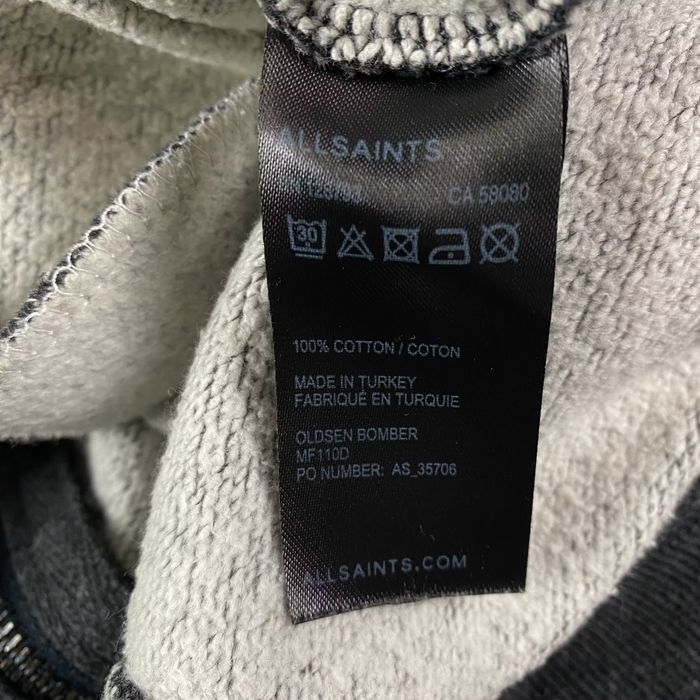 ALLSAINTS
CA 58080
30
100% COTTON / COTON
MADE IN TURKEY
FABRIQUÉ EN TURQUIE
OLDSEN BOMBER
MF110D
PO NUMBER: AS_35706
ALLSAINTS.COM